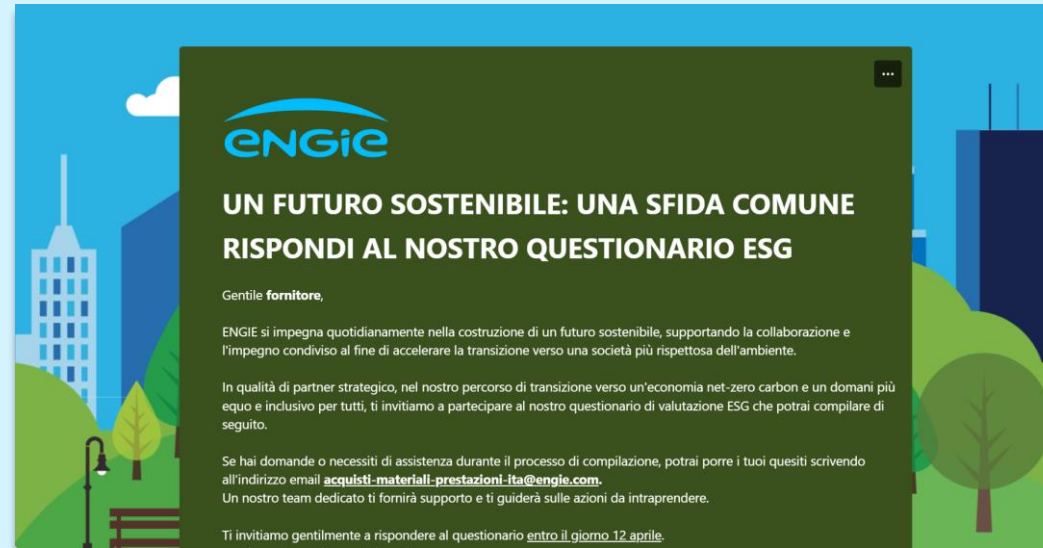 ENGIE
UN FUTURO SOSTENIBILE: UNA SFIDA COMUNE
RISPONDI AL NOSTRO QUESTIONARIO ESG
Gentile fornitore,
ENGIE si impegna quotidianamente nella costruzione di un futuro sostenibile, supportando la collaborazione e
l'impegno condiviso al fine di accelerare la transizione verso una società più rispettosa dell'ambiente.
In qualità di partner strategico, nel nostro percorso di transizione verso un'economia net-zero carbon e un domani più
equo e inclusivo per tutti, ti invitiamo a partecipare al nostro questionario di valutazione ESG che potrai compilare di
seguito.
Se hai domande o necessiti di assistenza durante il processo di compilazione, potrai porre i tuoi quesiti scrivendo
all'indirizzo email acquisti-materiali-prestazioni-ita@engie.com.
Un nostro team dedicato ti fornirà supporto e ti guiderà sulle azioni da intraprendere.
Ti invitiamo gentilmente a rispondere al questionario entro il giorno 12 aprile.